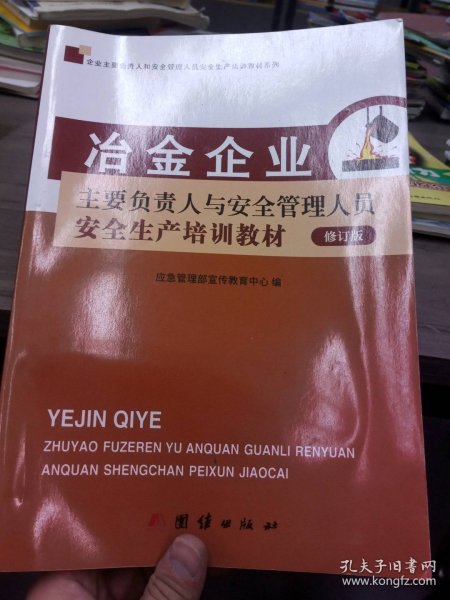 企业主要负责人和安全管理人员安全生产培训教材系列
冶金企业
主要负责人与安全管理人员
安全生产培训教材 修订版
应急管理部宣传教育中心 编
YEJIN QIYE
ZHUYAO FUZEREN YU ANQUAN GUANLI RENYUAN
ANQUAN SHENGCHAN PEIXUN JIAOCAI
团结出版社
孔夫子旧书网
www.kongfz.com